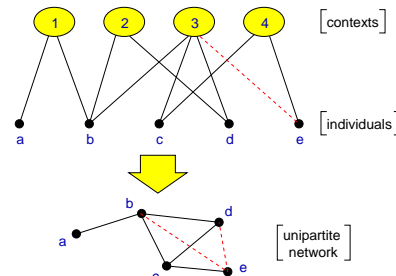 1 2 3 4 [contexts]
a b c d e [individuals]
b d
a
[unipartite
network]
c e